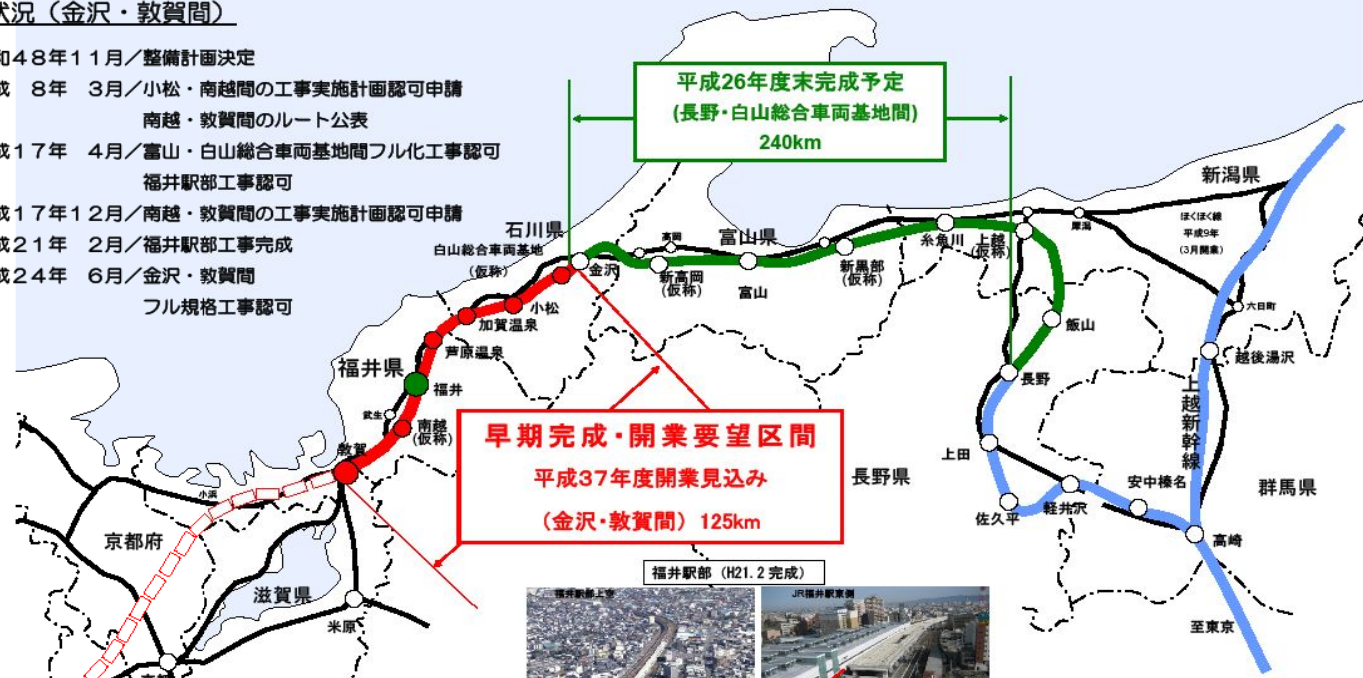 状況（金沢・敦賀間）
和４８年１１月／整備計画決定
成　８年　３月／小松・南越間の工事実施計画認可申請
南越・敦賀間のルート公表
成１７年　４月／富山・白山総合車両基地間フル化工事認可
福井駅部工事認可
成１７年１２月／南越・敦賀間の工事実施計画認可申請
成２１年　２月／福井駅部工事完成
成２４年　６月／金沢・敦賀間
フル規格工事認可
平成26年度末完成予定
(長野・白山総合車両基地間)
240km
新潟県
ほくほく線
平成9年
(3月開業)
犀潟
六日町
越後湯沢
上越新幹線
石川県
白山総合車両基地
(仮称)
金沢
高岡
新高岡
(仮称)
富山県
富山
新黒部
(仮称)
糸魚川
上越
(仮称)
飯山
長野
小松
加賀温泉
芦原温泉
福井県
福井
武生
南越
(仮称)
敦賀
小浜
京都府
滋賀県
米原
早期完成・開業要望区間
平成37年度開業見込み
（金沢・敦賀間）125km
長野県
上田
佐久平
軽井沢
安中榛名
群馬県
高崎
至東京
福井駅部（H21.2完成）
福井駅部上空
JR福井駅東側